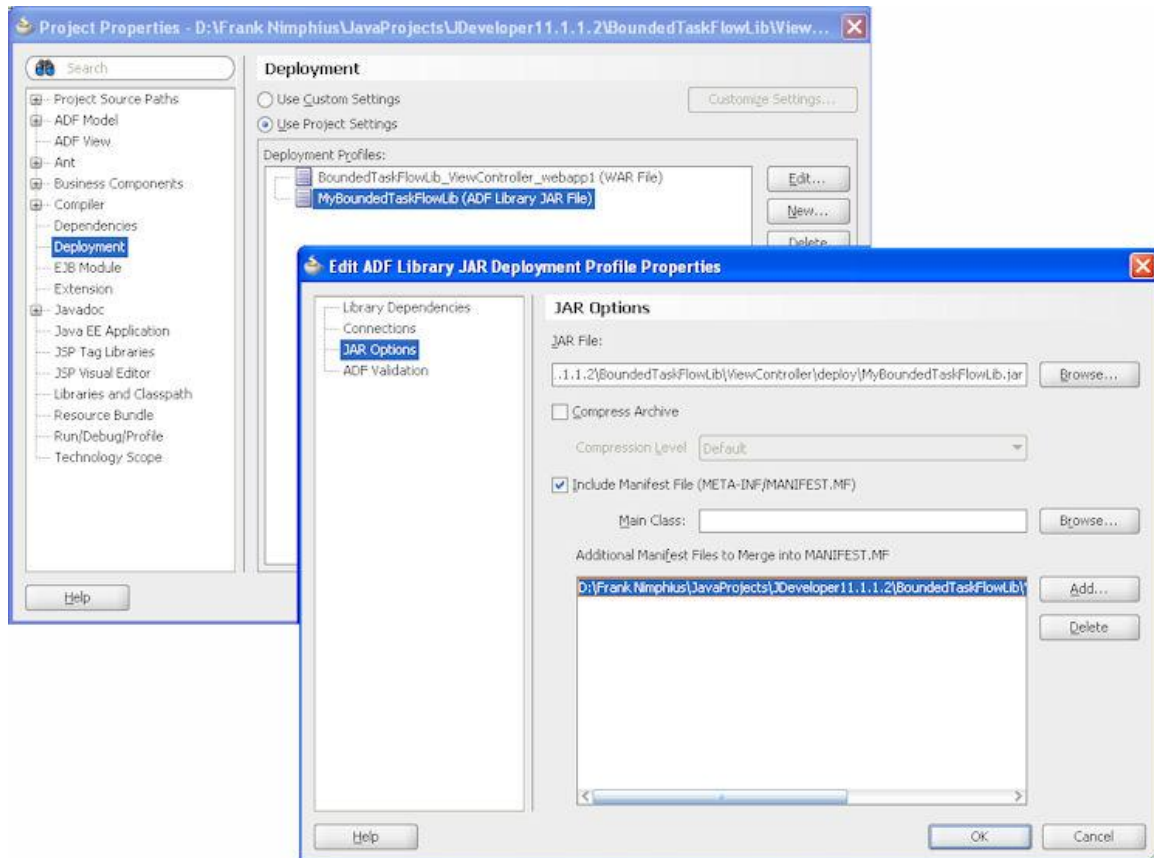 Project Properties - D:\Frank Nimphius\JavaProjects\JDeveloper11.1.1.2\BoundedTaskFlowLib\View...
Search
Project Source Paths
ADF Model
ADF View
Ant
Business Components
Compiler
Dependencies
Deployment
EJB Module
Extension
Javadoc
Java EE Application
JSP Tag Libraries
JSP Visual Editor
Libraries and Classpath
Resource Bundle
Run/Debug/Profile
Technology Scope
Help
Deployment
Use Custom Settings
Customize Settings...
Use Project Settings
Deployment Profiles:
BoundedTaskFlowLib_ViewController_webapp1 (WAR File)
MyBoundedTaskFlowLib (ADF Library JAR File)
Edit...
New...
Delete
Edit ADF Library JAR Deployment Profile Properties
Library Dependencies
Connections
JAR Options
ADF Validation
JAR Options
JAR File:
.1.1.2\BoundedTaskFlowLib\ViewController\deploy\MyBoundedTaskFlowLib.jar
Browse...
Compress Archive
Compression Level Default
Include Manifest File (META-INF/MANIFEST.MF)
Main Class:
Browse...
Additional Manifest Files to Merge into MANIFEST.MF
D:\Frank Nimphius\JavaProjects\JDeveloper11.1.1.2\BoundedTaskFlowLib\
Add...
Delete
Help
OK
Cancel